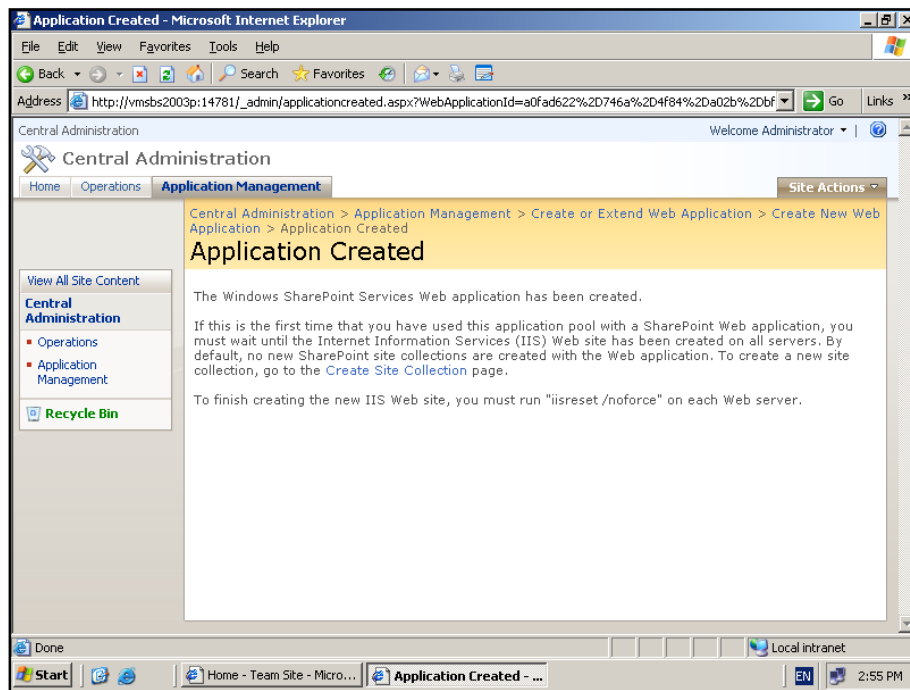 Application Created - Microsoft Internet Explorer
File Edit View Favorites Tools Help
Back Search Favorites
Address http://vmsbs2003p:14781/_admin/applicationcreated.aspx?WebApplicationId=a0fad622%2D746a%2D4f84%2Da02b%2Dbf Go Links »
Central Administration Welcome Administrator
Central Administration
Home Operations Application Management Site Actions
Central Administration > Application Management > Create or Extend Web Application > Create New Web
Application > Application Created
Application Created
View All Site Content
Central
Administration
Operations
Application
Management
Recycle Bin
The Windows SharePoint Services Web application has been created.
If this is the first time that you have used this application pool with a SharePoint Web application, you
must wait until the Internet Information Services (IIS) Web site has been created on all servers. By
default, no new SharePoint site collections are created with the Web application. To create a new site
collection, go to the Create Site Collection page.
To finish creating the new IIS Web site, you must run "iisreset /noforce" on each Web server.
Done Local intranet
Start Home - Team Site - Micro... Application Created - ... EN 2:55 PM